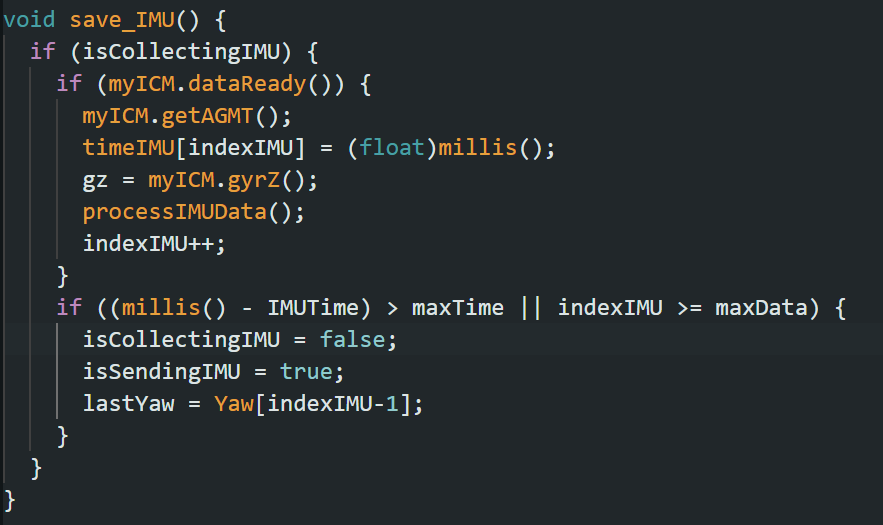 void save_IMU() {
  if (isCollectingIMU) {
    if (myICM.dataReady()) {
      myICM.getAGMT();
      timeIMU[indexIMU] = (float)millis();
      gz = myICM.gyrZ();
      processIMUData();
      indexIMU++;
    }
    if ((millis() - IMUTime) > maxTime || indexIMU >= maxData) {
      isCollectingIMU = false;
      isSendingIMU = true;
      lastYaw = Yaw[indexIMU-1];
    }
  }
}